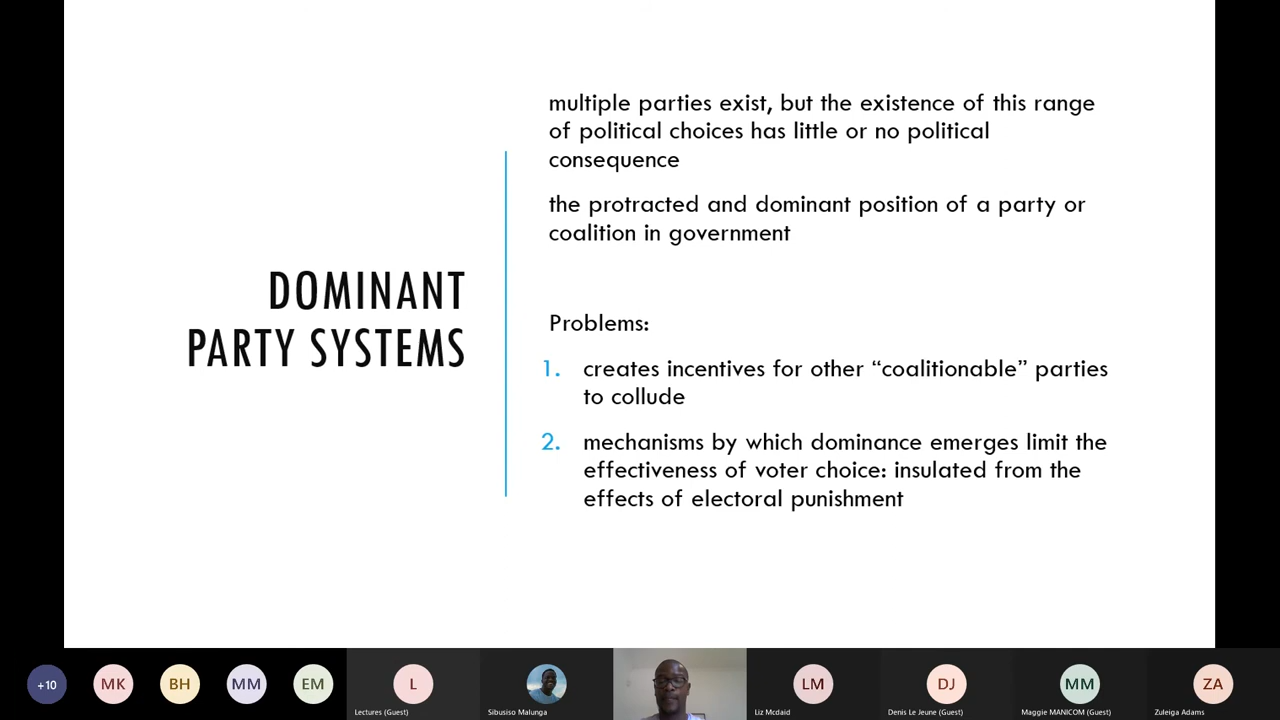 DOMINANT
PARTY SYSTEMS
multiple parties exist, but the existence of this range
of political choices has little or no political
consequence
the protracted and dominant position of a party or
coalition in government
Problems:
1. creates incentives for other “coalitionable” parties
to collude
2. mechanisms by which dominance emerges limit the
effectiveness of voter choice: insulated from the
effects of electoral punishment
+10
MK
BH
MM
EM
L
Lectures (Guest)
Sibusiso Malunga
LM
Liz Mcdaid
DJ
Denis Le Jeune (Guest)
MM
Maggie MANICOM (Guest)
ZA
Zuleiga Adams